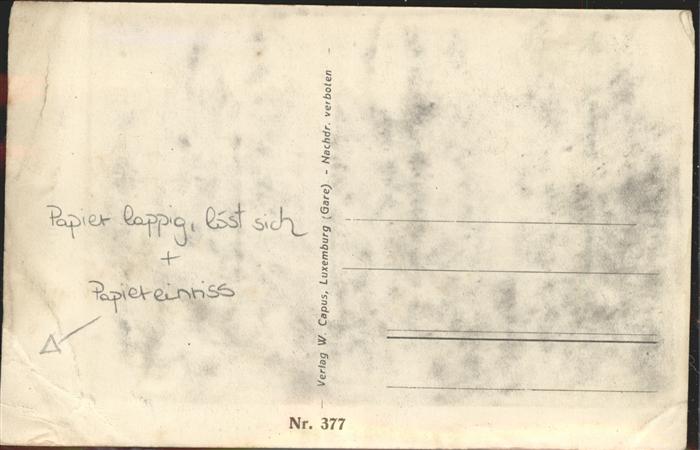 Papier lappig, löst sich
+
Papiereinriss
Verlag W. Capus, Luxemburg (Gare) - Nachdr. verboten -
Nr. 377